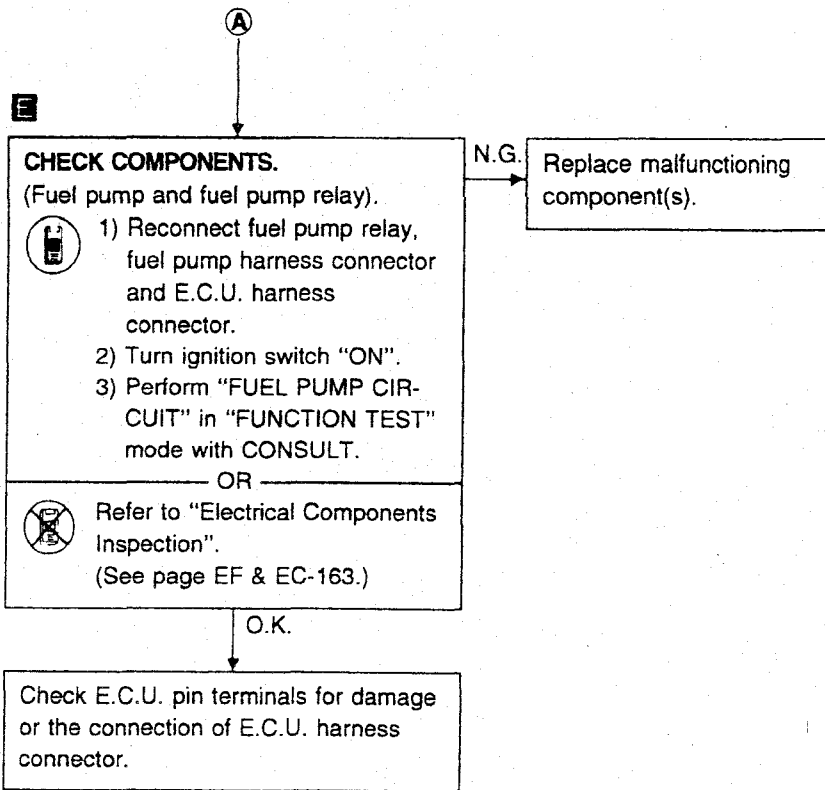 A
E
CHECK COMPONENTS.
(Fuel pump and fuel pump relay).
1) Reconnect fuel pump relay,
fuel pump harness connector
and E.C.U. harness
connector.
2) Turn ignition switch "ON".
3) Perform "FUEL PUMP CIR-
CUIT" in "FUNCTION TEST"
mode with CONSULT.
OR
Refer to "Electrical Components
Inspection".
(See page EF & EC-163.)
N.G.
Replace malfunctioning
component(s).
O.K.
Check E.C.U. pin terminals for damage
or the connection of E.C.U. harness
connector.